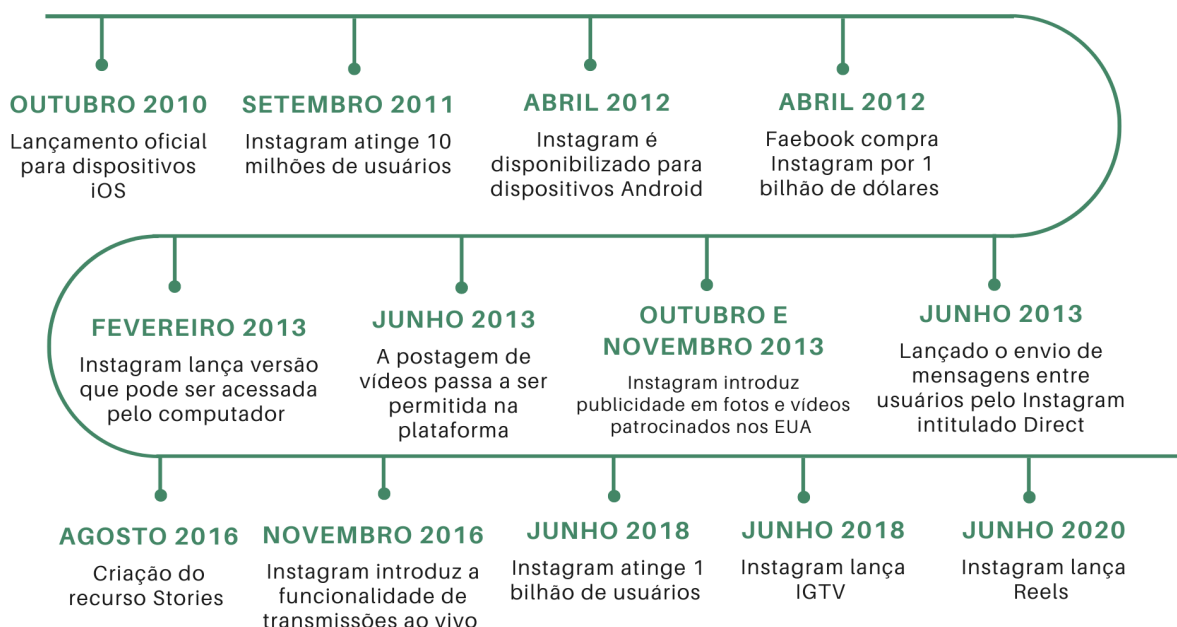 OUTUBRO 2010
Lançamento oficial
para dispositivos
iOS
SETEMBRO 2011
Instagram atinge 10
milhões de usuários
ABRIL 2012
Instagram é
disponibilizado para
dispositivos Android
ABRIL 2012
Faebook compra
Instagram por 1
bilhão de dólares
FEVEREIRO 2013
Instagram lança versão
que pode ser acessada
pelo computador
JUNHO 2013
A postagem de
vídeos passa a ser
permitida na
plataforma
OUTUBRO E
NOVEMBRO 2013
Instagram introduz
publicidade em fotos e vídeos
patrocinados nos EUA
JUNHO 2013
Lançado o envio de
mensagens entre
usuários pelo Instagram
intitulado Direct
AGOSTO 2016
Criação do
recurso Stories
NOVEMBRO 2016
Instagram introduz a
funcionalidade de
transmissões ao vivo
JUNHO 2018
Instagram atinge 1
bilhão de usuários
JUNHO 2018
Instagram lança
IGTV
JUNHO 2020
Instagram lança
Reels